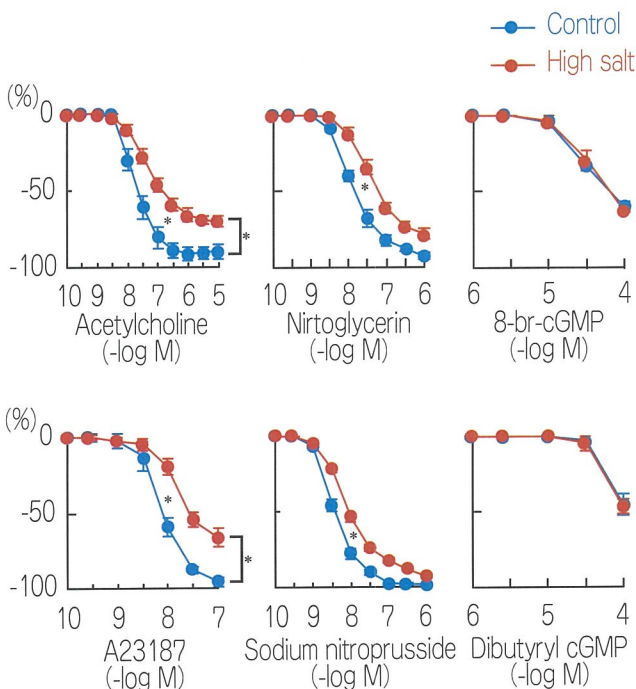 Control
High salt
(%) 0
-50
-100
*
*
10 9 8 7 6 5
Acetylcholine
(-log M)
*
10 9 8 7 6
Nirtoglycerin
(-log M)
6 5 4
8-br-cGMP
(-log M)
(%) 0
-50
-100
*
*
10 9 8 7
A23187
(-log M)
*
10 9 8 7 6
Sodium nitroprusside
(-log M)
6 5 4
Dibutyryl cGMP
(-log M)